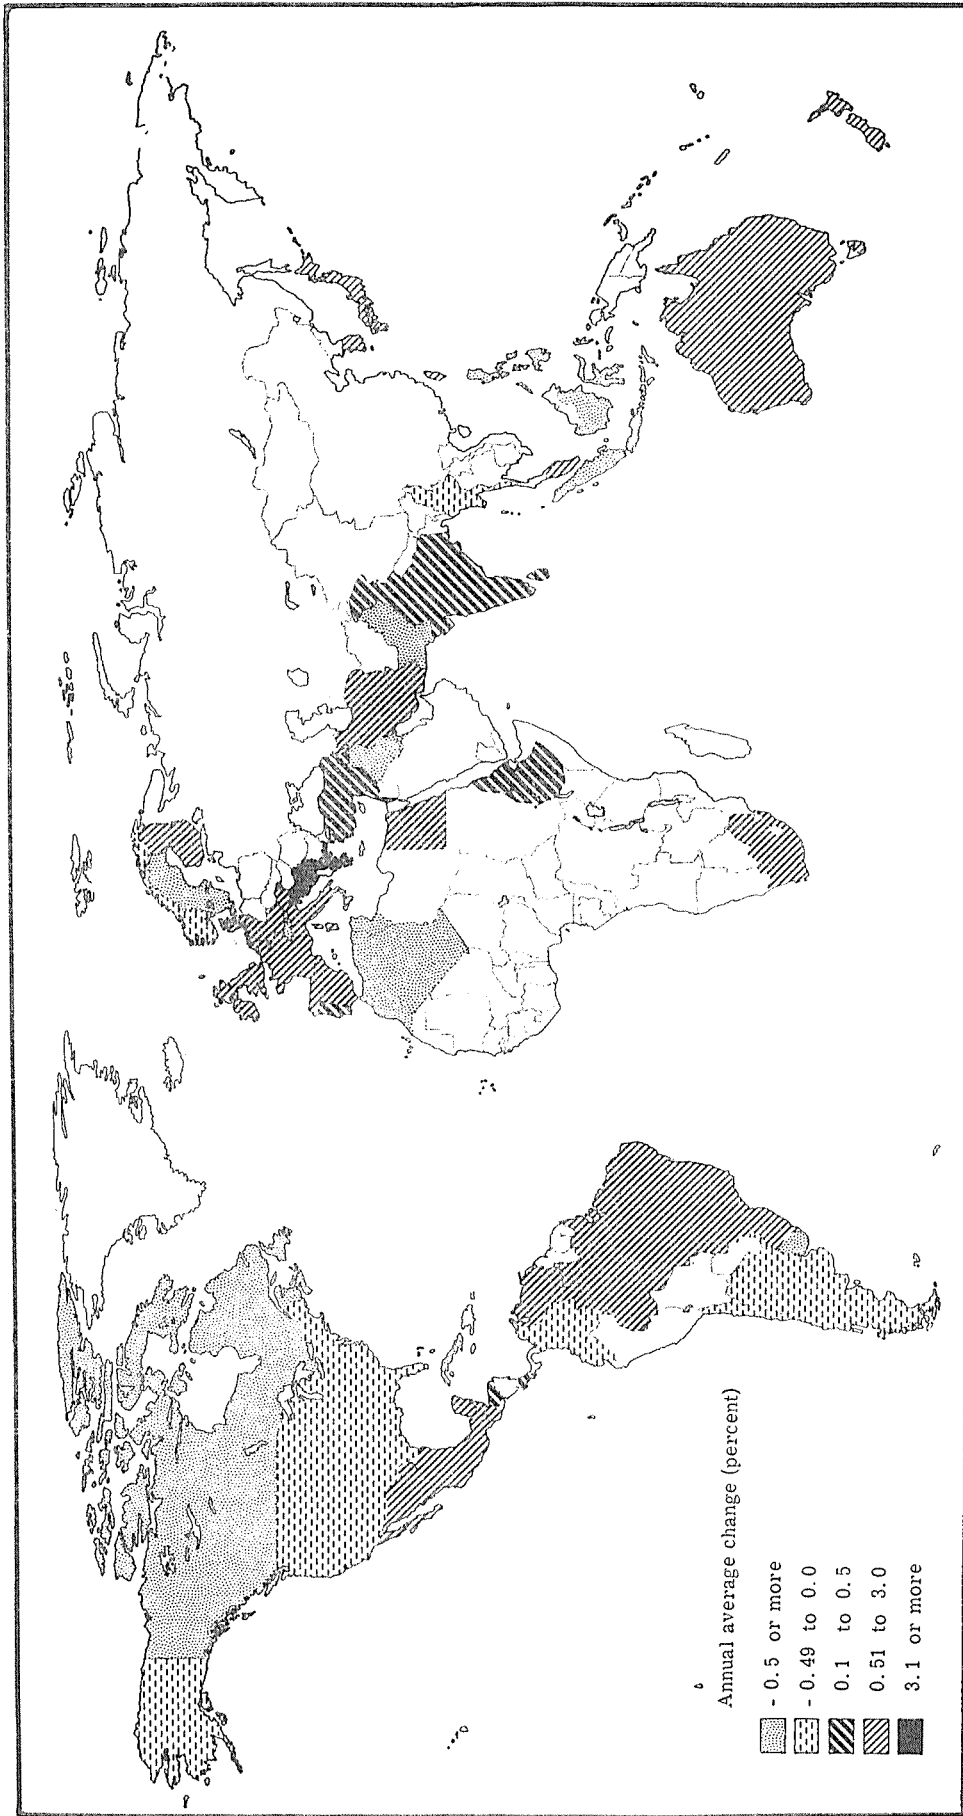 Annual average change (percent)
- 0.5 or more
- 0.49 to 0.0
0.1 to 0.5
0.51 to 3.0
3.1 or more